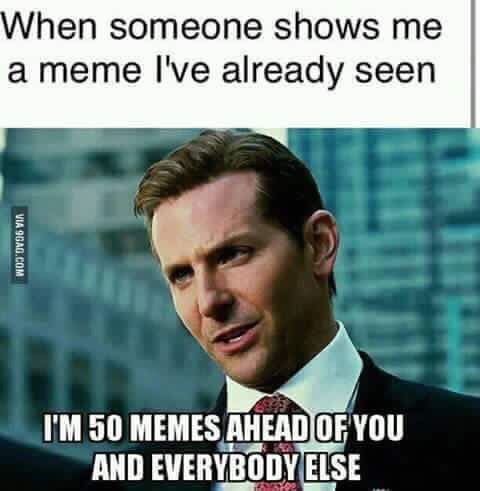 When someone shows me
a meme I've already seen
VIA 9GAG.COM
I'M 50 MEMES AHEAD OF YOU
AND EVERYBODY ELSE